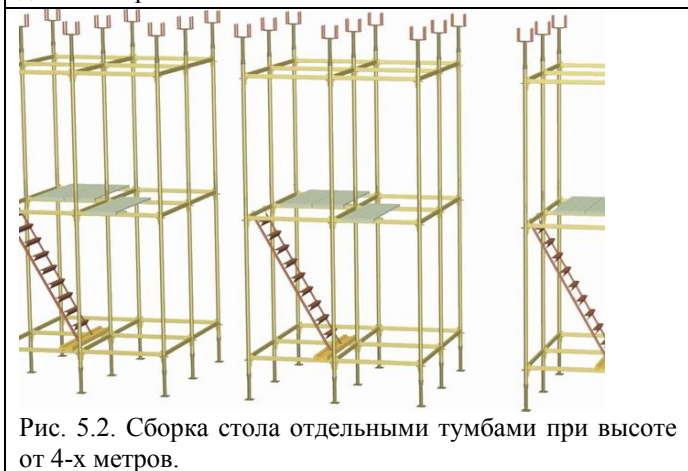 Рис. 5.2. Сборка стола отдельными тумбами при высоте
от 4-х метров.